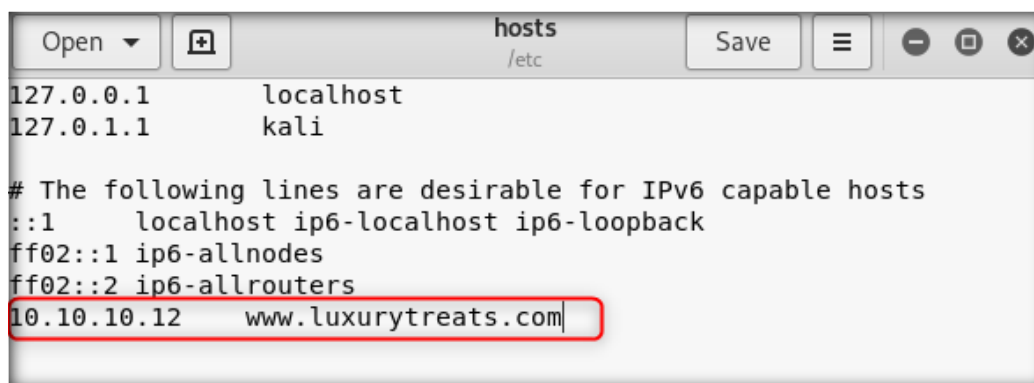 Open
hosts
/etc
Save
127.0.0.1 localhost
127.0.1.1 kali
# The following lines are desirable for IPv6 capable hosts
::1 localhost ip6-localhost ip6-loopback
ff02::1 ip6-allnodes
ff02::2 ip6-allrouters
10.10.10.12 www.luxurytreats.com